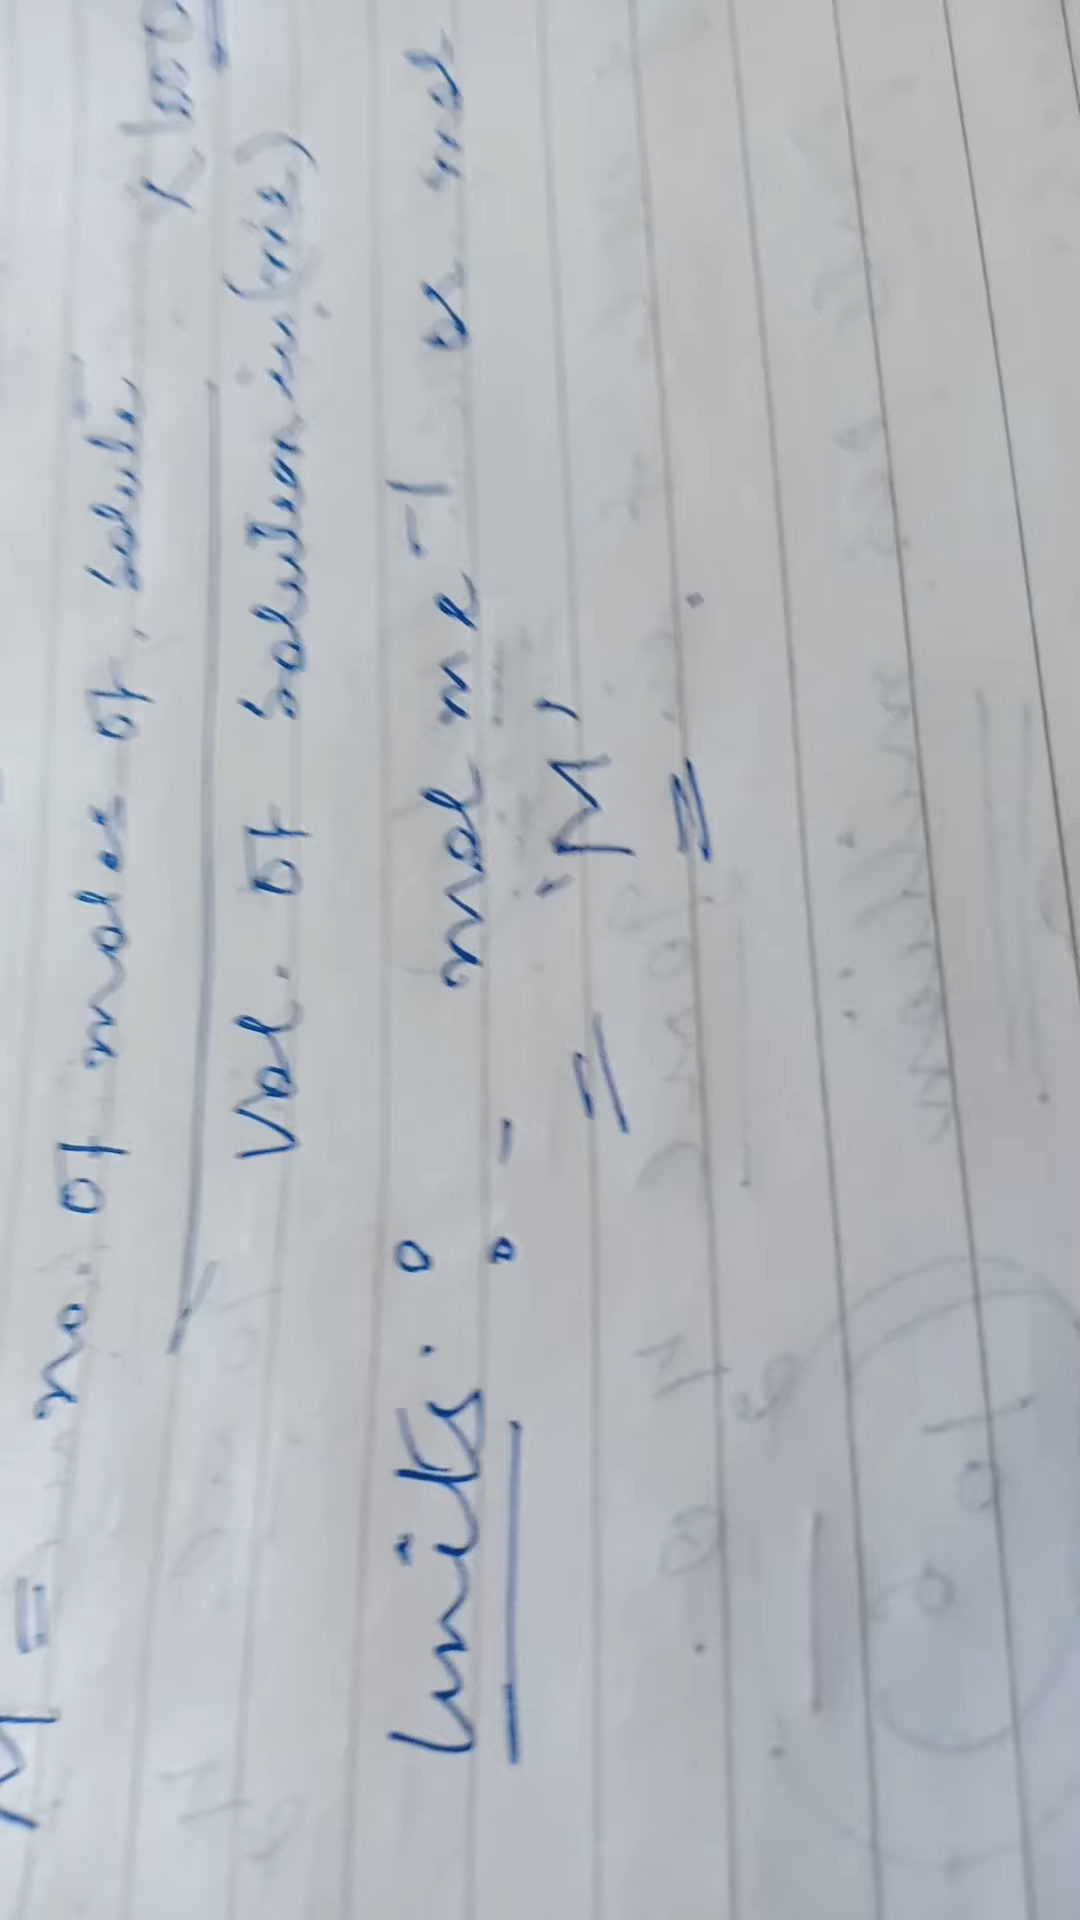 M = no. of moles of solute × 1000
Vol. of solution in (ml)
Units :- mol ml-1 or mol
= 'M'